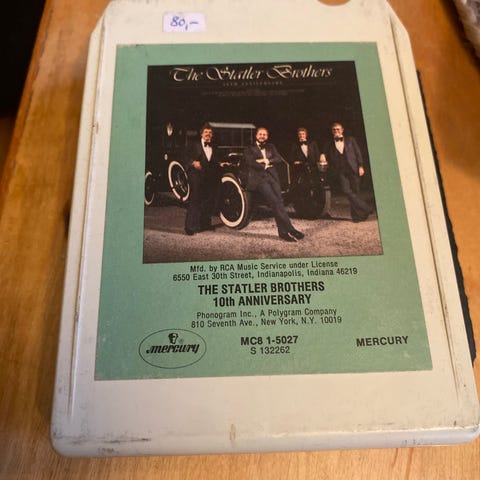 80,-
The Statler Brothers
10TH ANNIVERSARY
Mfd. by RCA Music Service under License
6550 East 30th Street, Indianapolis, Indiana 46219
THE STATLER BROTHERS
10th ANNIVERSARY
Phonogram Inc., A Polygram Company
810 Seventh Ave., New York, N.Y. 10019
mercury
MC8 1-5027
MERCURY
S 132262